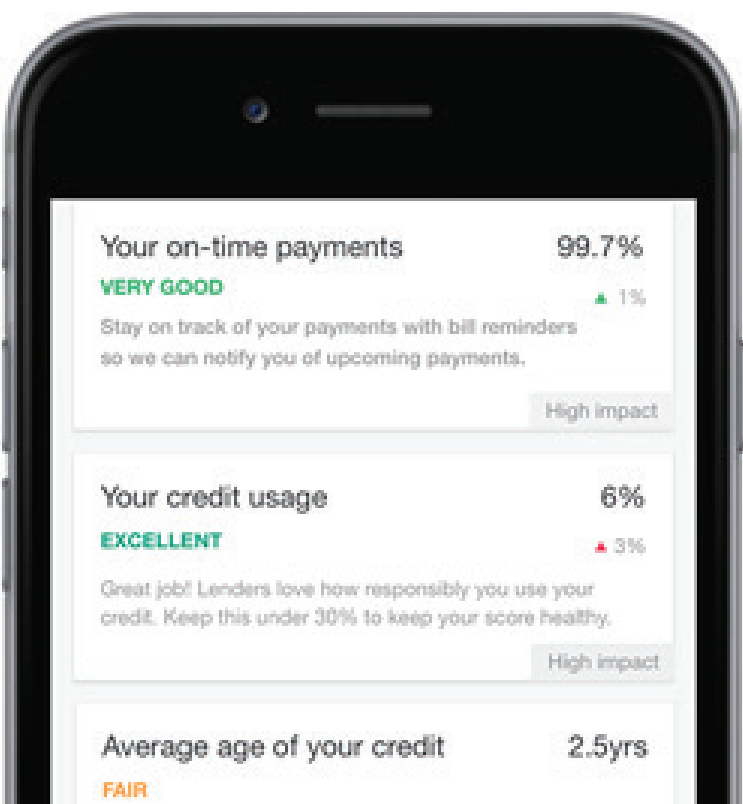 Your on-time payments 99.7%
VERY GOOD ▲ 1%
Stay on track of your payments with bill reminders
so we can notify you of upcoming payments.
High impact
Your credit usage 6%
EXCELLENT ▲ 3%
Great job! Lenders love how responsibly you use your
credit. Keep this under 30% to keep your score healthy.
High impact
Average age of your credit 2.5yrs
FAIR